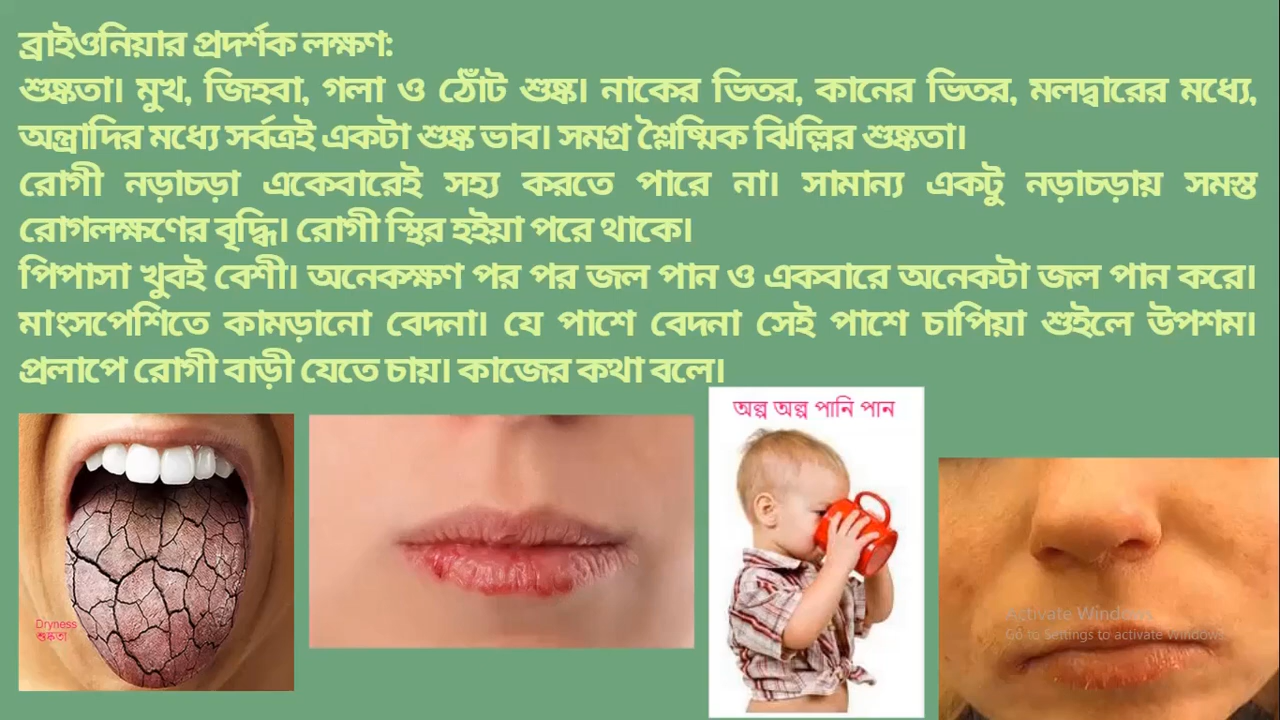 ব্রাইওনিয়ার প্রদর্শক লক্ষণ:
শুষ্কতা। মুখ, জিহবা, গলা ও ঠোঁট শুষ্ক। নাকের ভিতর, কানের ভিতর, মলদ্বারের মধ্যে,
অন্ত্রাদির মধ্যে সর্বত্রই একটা শুষ্ক ভাব। সমগ্র শ্লৈষ্মিক ঝিল্লির শুষ্কতা।
রোগী নড়াচড়া একেবারেই সহ্য করতে পারে না। সামান্য একটু নড়াচড়ায় সমস্ত
রোগলক্ষণের বৃদ্ধি। রোগী স্থির হইয়া পরে থাকে।
পিপাসা খুবই বেশী। অনেকক্ষণ পর পর জল পান ও একবারে অনেকটা জল পান করে।
মাংসপেশিতে কামড়ানো বেদনা। যে পাশে বেদনা সেই পাশে চাপিয়া শুইলে উপশম।
প্রলাপে রোগী বাড়ী যেতে চায়। কাজের কথা বলে।
অল্প অল্প পানি পান
Dryness
শুষ্কতা
Activate Windows
Go to Settings to activate Windows.